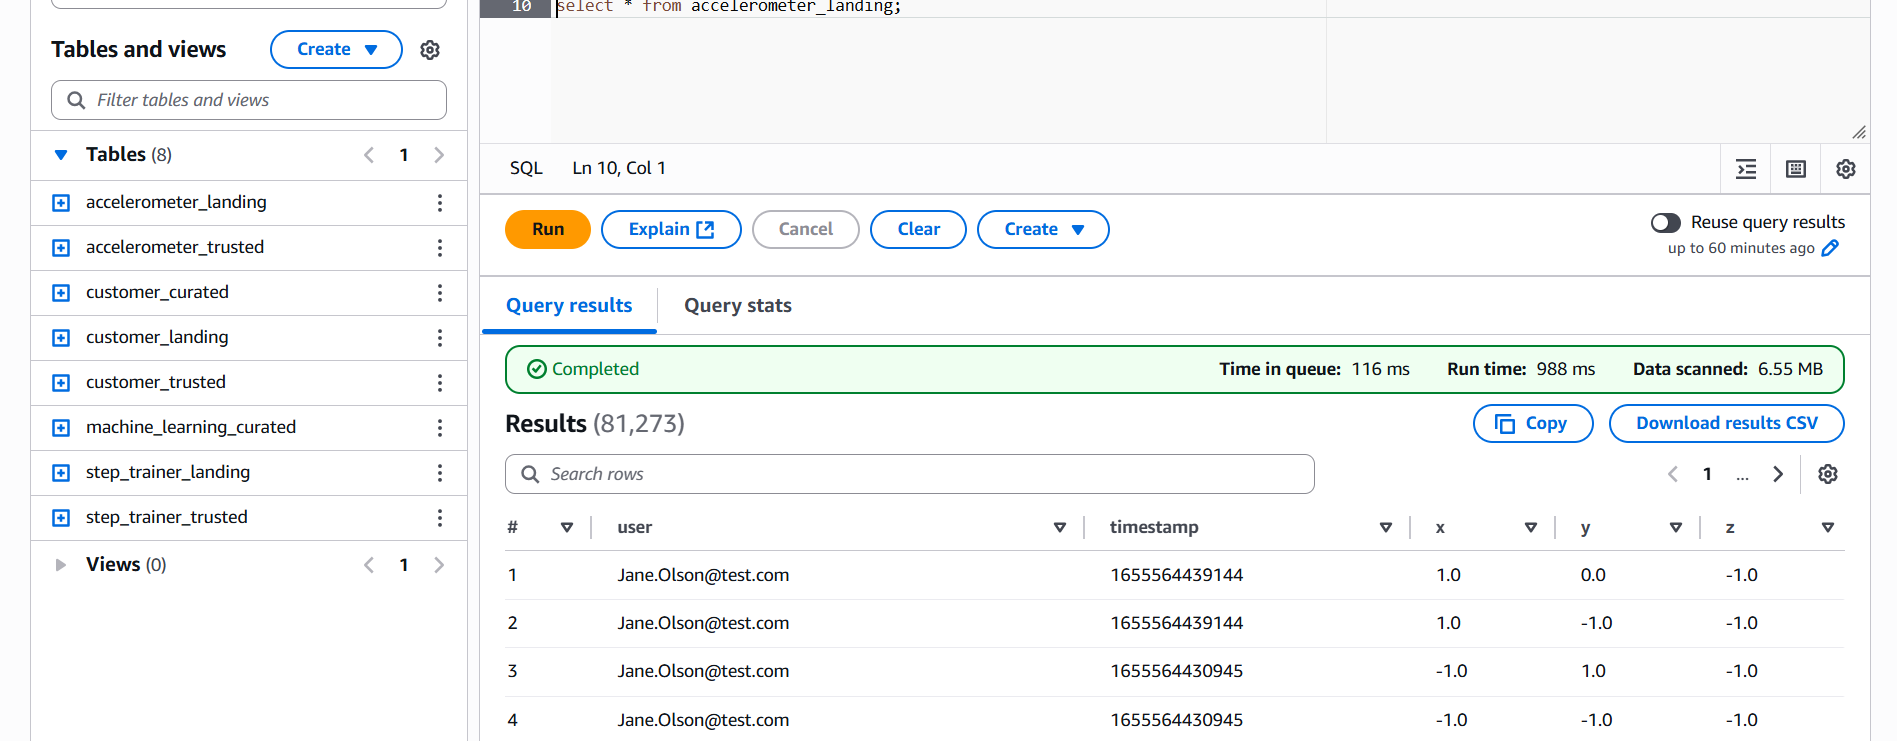 10 select * from accelerometer_landing;
Tables and views
Create
Filter tables and views
Tables (8)
1
accelerometer_landing
accelerometer_trusted
customer_curated
customer_landing
customer_trusted
machine_learning_curated
step_trainer_landing
step_trainer_trusted
Views (0)
1
SQL Ln 10, Col 1
Run Explain Cancel Clear Create
Reuse query results
up to 60 minutes ago
Query results Query stats
Completed Time in queue: 116 ms Run time: 988 ms Data scanned: 6.55 MB
Results (81,273) Copy Download results CSV
Search rows 1 ...
# user timestamp x y z
1 Jane.Olson@test.com 1655564439144 1.0 0.0 -1.0
2 Jane.Olson@test.com 1655564439144 1.0 -1.0 -1.0
3 Jane.Olson@test.com 1655564430945 -1.0 1.0 -1.0
4 Jane.Olson@test.com 1655564430945 -1.0 -1.0 -1.0